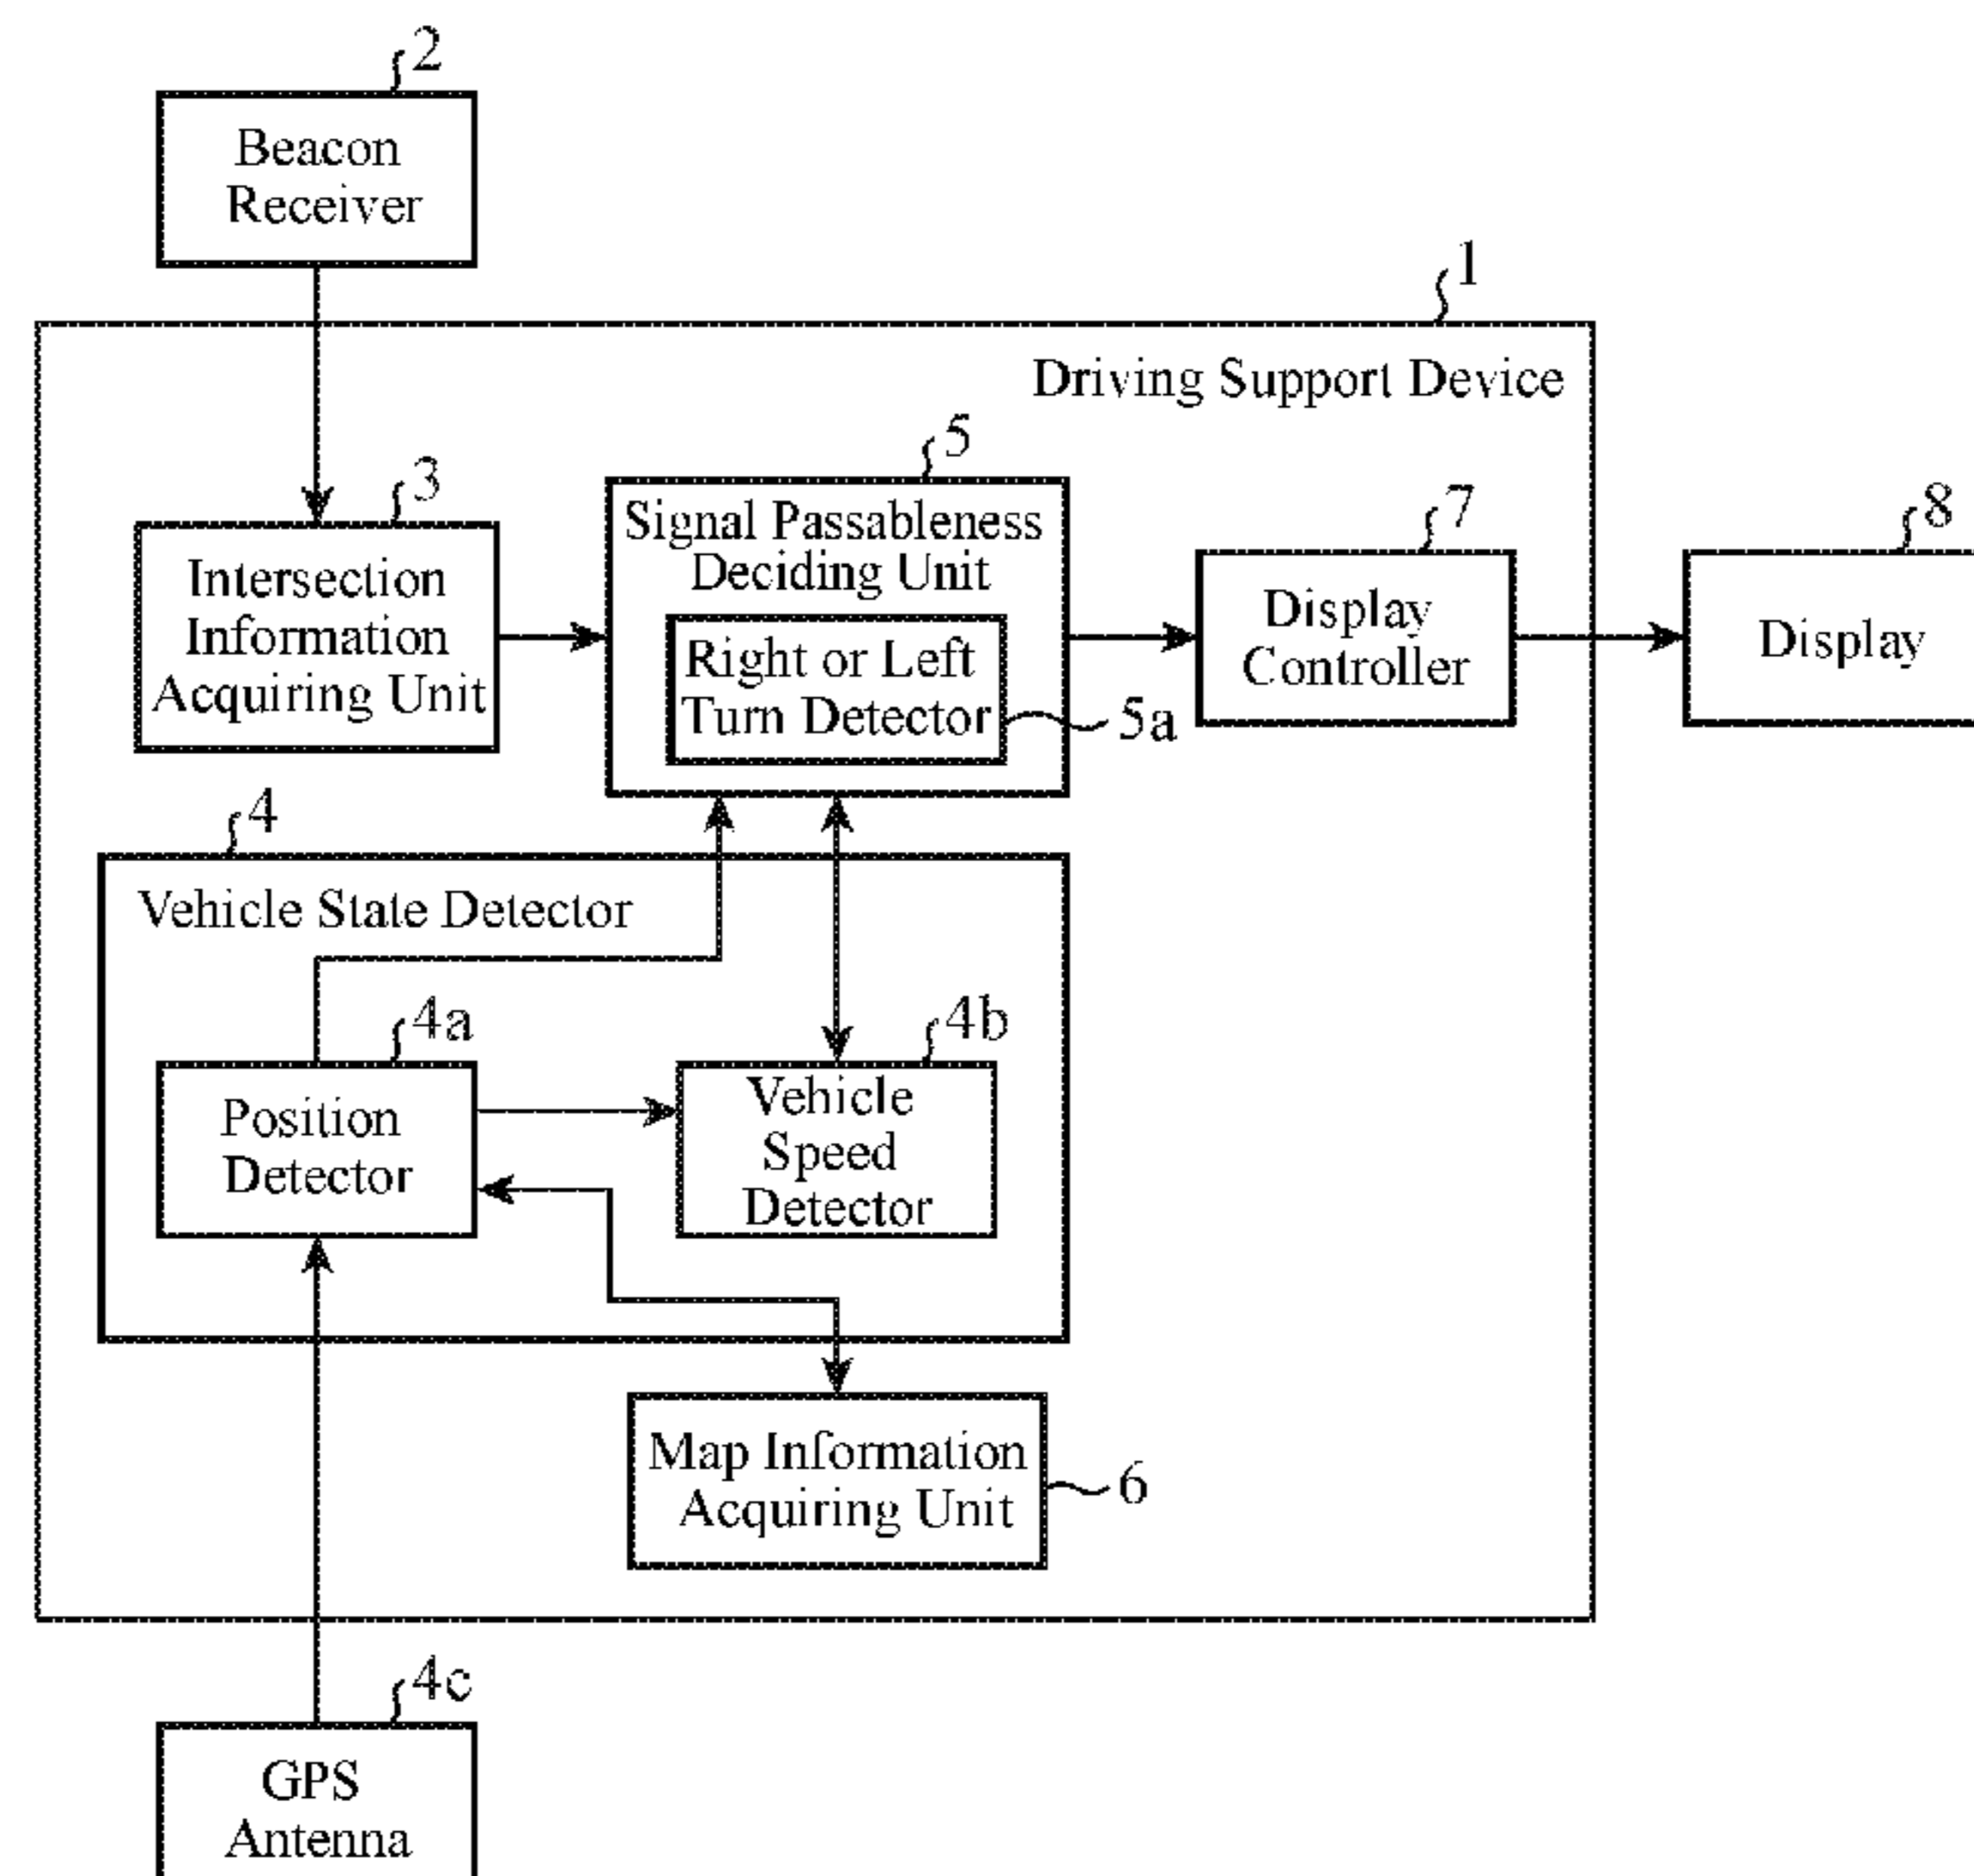 2
Beacon
Receiver
1
Driving Support Device
3
Intersection
Information
Acquiring Unit
5
Signal Passableness
Deciding Unit
Right or Left
Turn Detector
5a
7
Display
Controller
8
Display
4
Vehicle State Detector
4a
Position
Detector
4b
Vehicle
Speed
Detector
Map Information
Acquiring Unit
6
4c
GPS
Antenna